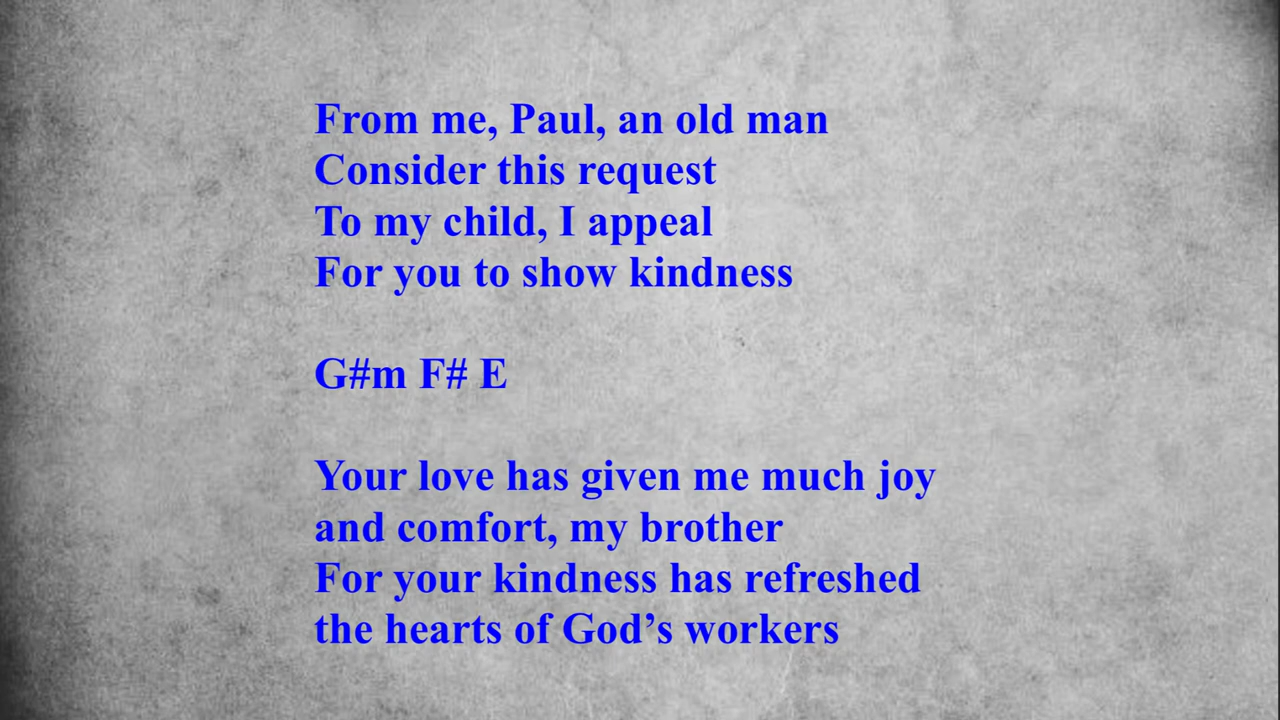 From me, Paul, an old man
Consider this request
To my child, I appeal
For you to show kindness
G#m F# E
Your love has given me much joy
and comfort, my brother
For your kindness has refreshed
the hearts of God’s workers